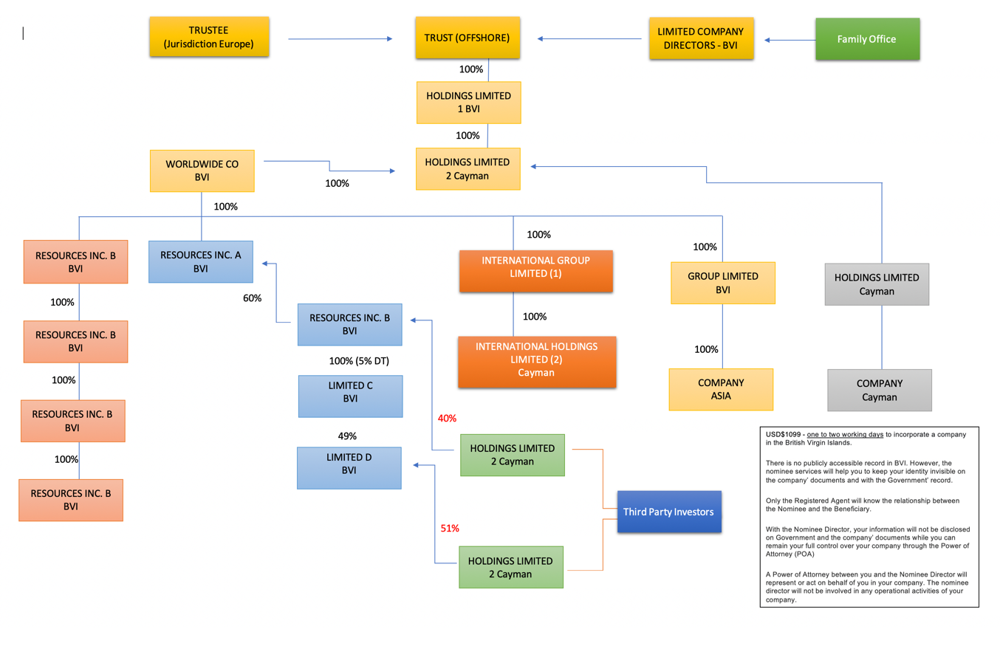 TRUSTEE
(Jurisdiction Europe)
TRUST (OFFSHORE)
LIMITED COMPANY
DIRECTORS - BVI
Family Office
100%
HOLDINGS LIMITED
1 BVI
100%
WORLDWIDE CO
BVI
100%
HOLDINGS LIMITED
2 Cayman
100%
RESOURCES INC. B
BVI
RESOURCES INC. A
BVI
100%
INTERNATIONAL GROUP
LIMITED (1)
100%
GROUP LIMITED
BVI
HOLDINGS LIMITED
Cayman
100%
60%
RESOURCES INC. B
BVI
RESOURCES INC. B
BVI
100%
INTERNATIONAL HOLDINGS
LIMITED (2)
Cayman
100%
100% (5% DT)
100%
LIMITED C
BVI
COMPANY
ASIA
COMPANY
Cayman
RESOURCES INC. B
BVI
40%
49%
100%
LIMITED D
BVI
HOLDINGS LIMITED
2 Cayman
RESOURCES INC. B
BVI
Third Party Investors
51%
HOLDINGS LIMITED
2 Cayman
USD$1099 - one to two working days to incorporate a company
in the British Virgin Islands.
There is no publicly accessible record in BVI. However, the
nominee services will help you to keep your identity invisible on
the company' documents and with the Government' record.
Only the Registered Agent will know the relationship between
the Nominee and the Beneficiary.
With the Nominee Director, your information will not be disclosed
on Government and the company' documents while you can
remain your full control over your company through the Power of
Attorney (POA)
A Power of Attorney between you and the Nominee Director will
represent or act on behalf of you in your company. The nominee
director will not be involved in any operational activities of your
company.